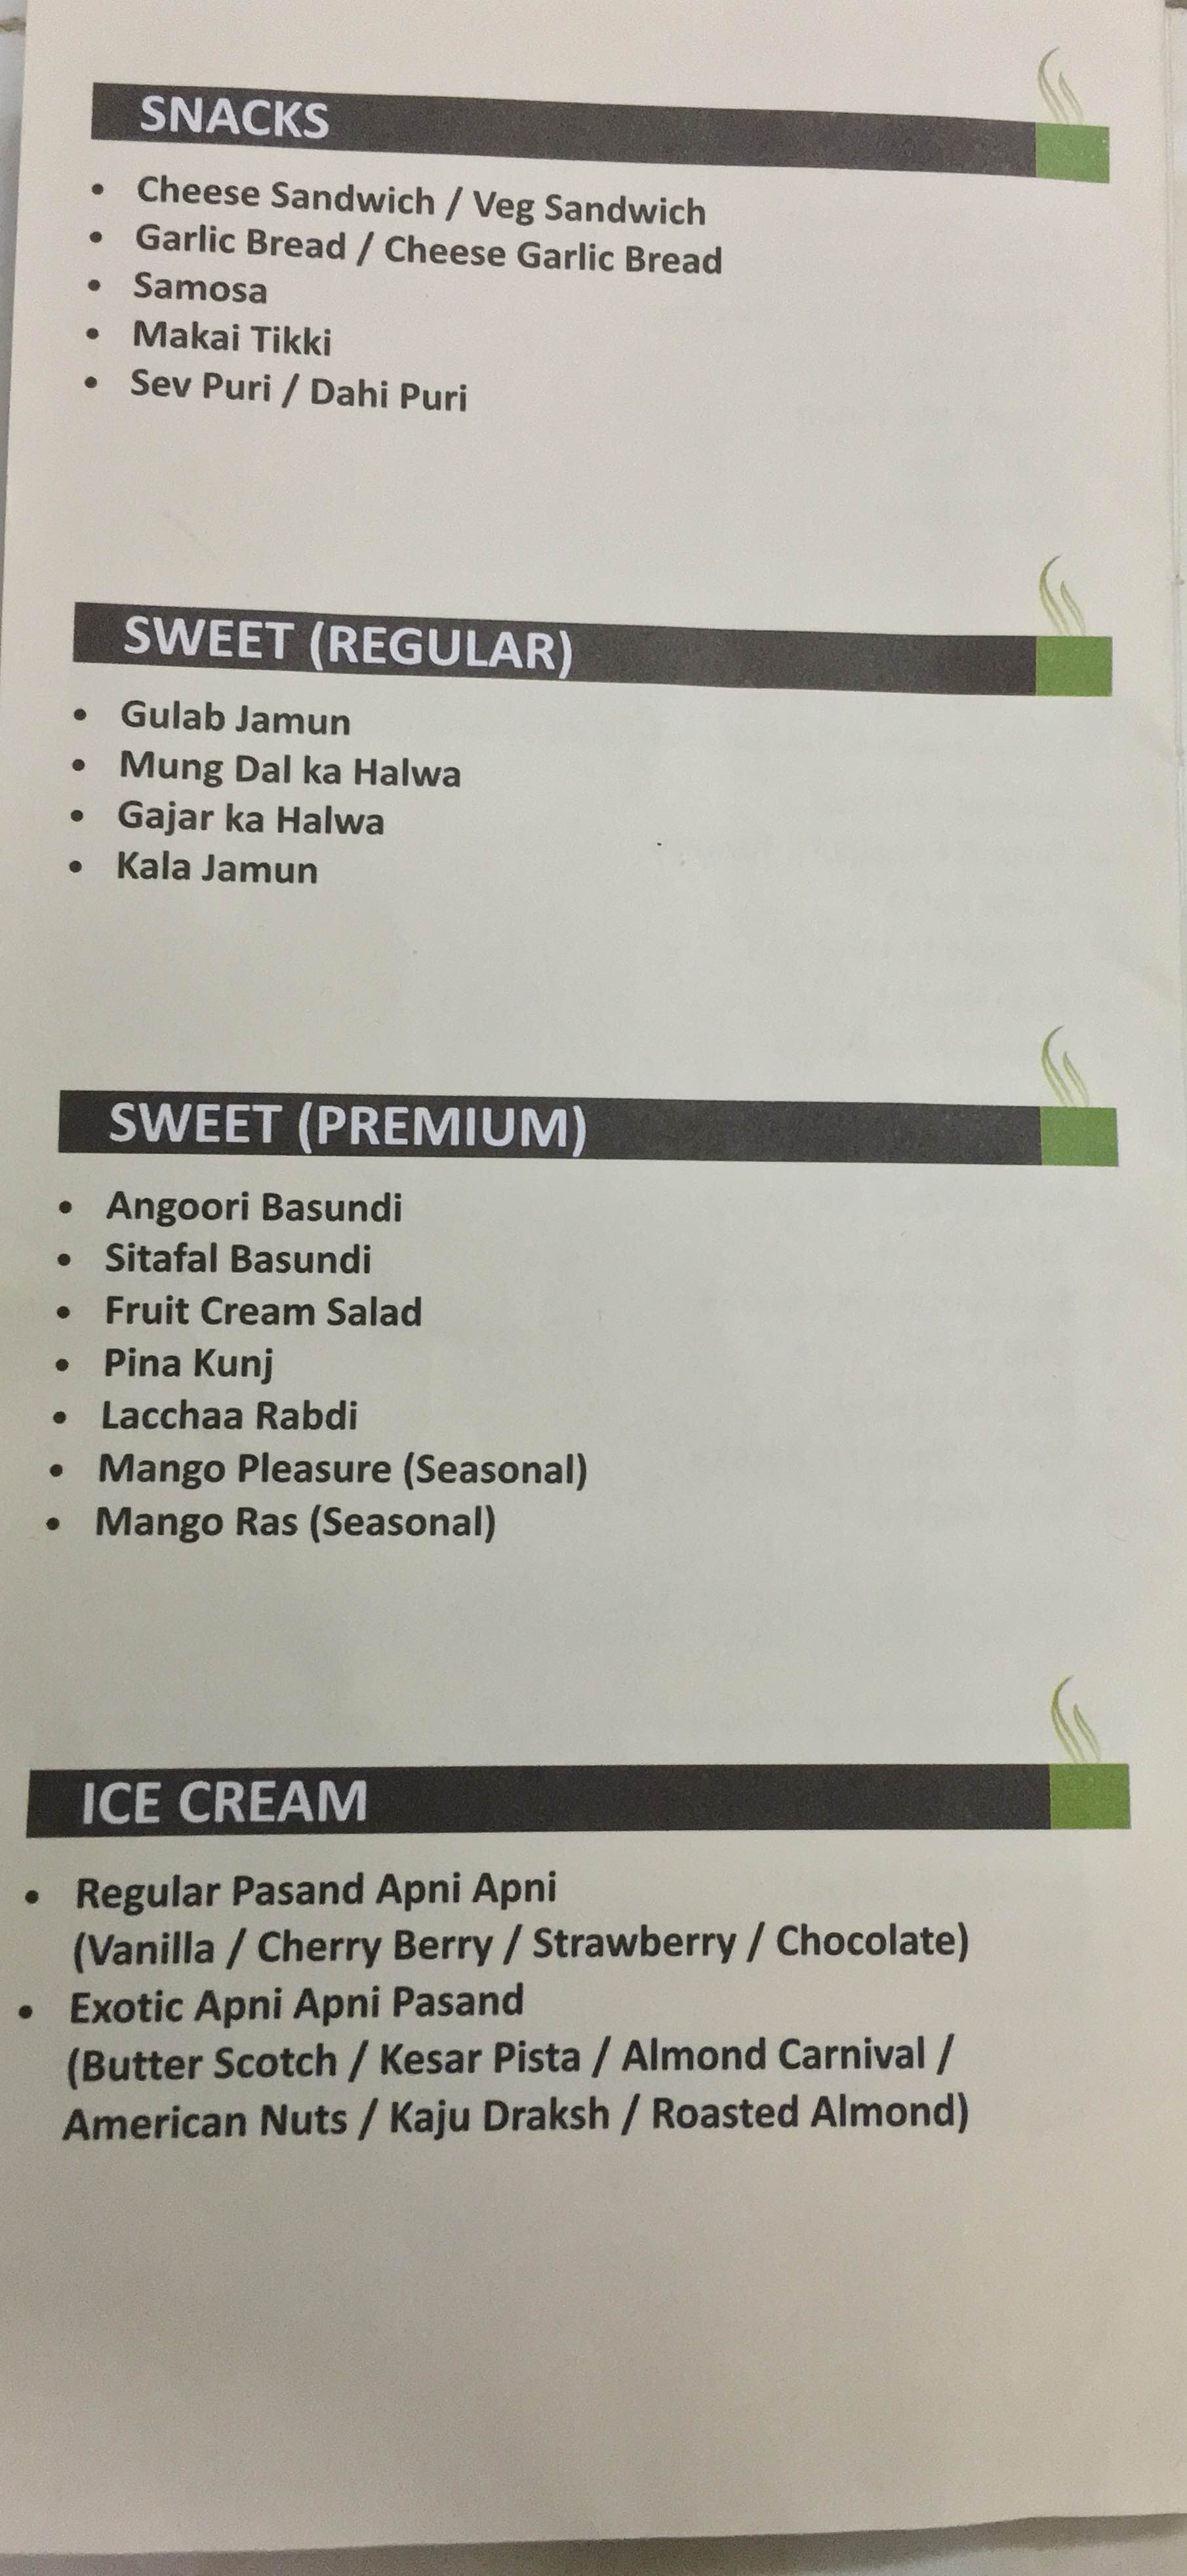 SNACKS
• Cheese Sandwich / Veg Sandwich
• Garlic Bread / Cheese Garlic Bread
• Samosa
• Makai Tikki
• Sev Puri / Dahi Puri
SWEET (REGULAR)
• Gulab Jamun
• Mung Dal ka Halwa
• Gajar ka Halwa
• Kala Jamun
SWEET (PREMIUM)
• Angoori Basundi
• Sitafal Basundi
• Fruit Cream Salad
• Pina Kunj
• Lacchaa Rabdi
• Mango Pleasure (Seasonal)
• Mango Ras (Seasonal)
ICE CREAM
• Regular Pasand Apni Apni
(Vanilla / Cherry Berry / Strawberry / Chocolate)
• Exotic Apni Apni Pasand
(Butter Scotch / Kesar Pista / Almond Carnival /
American Nuts / Kaju Draksh / Roasted Almond)